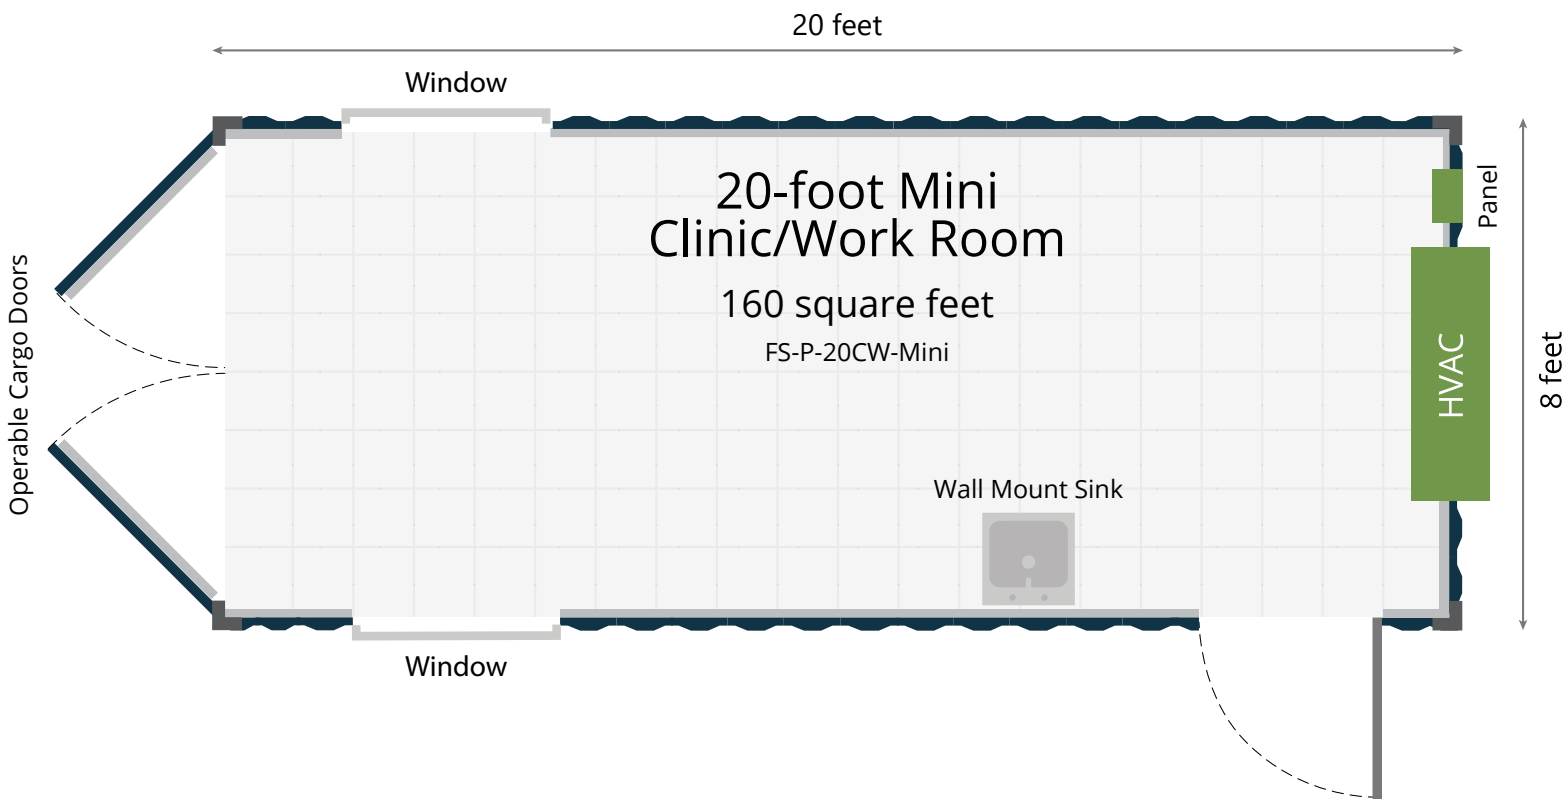 20 feet
Window
20-foot Mini
Clinic/Work Room
160 square feet
FS-P-20CW-Mini
Panel
HVAC
8 feet
Operable Cargo Doors
Wall Mount Sink
Window